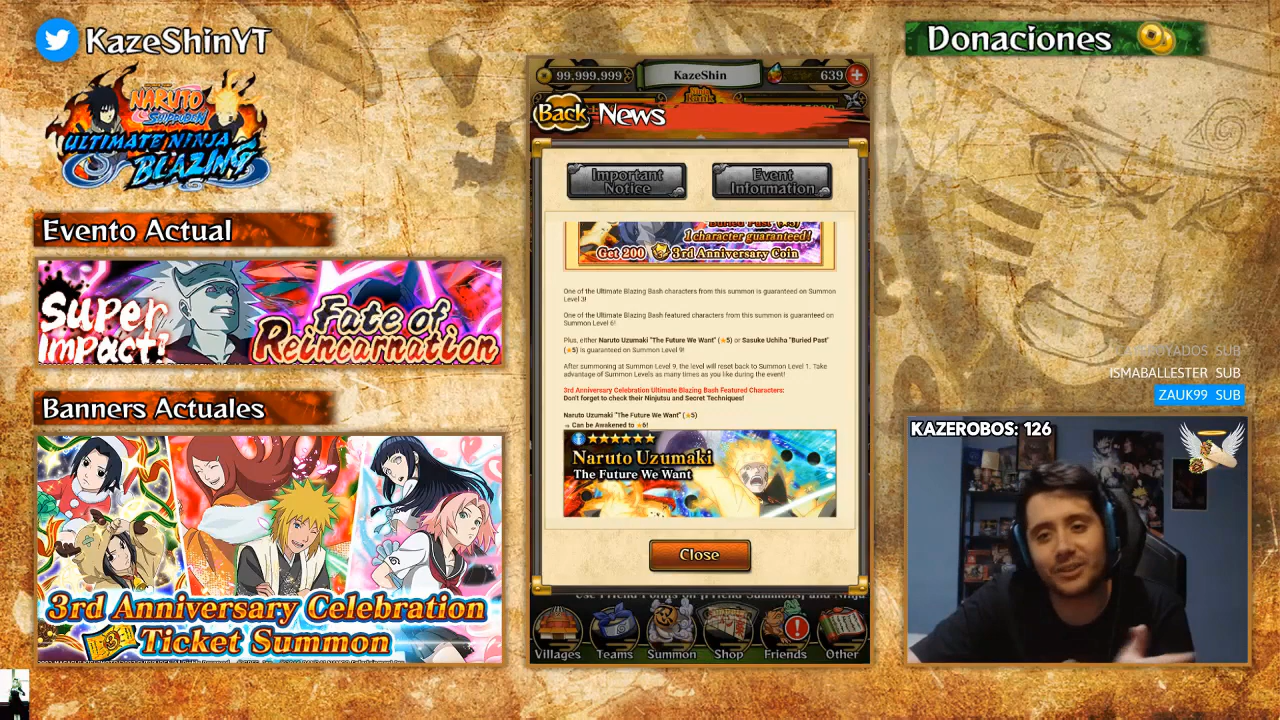 KazeShinYT
NARUTO
SHIPPUDEN
ULTIMATE NINJA
BLAZING
Evento Actual
Super
Impact!
Fate of
Reincarnation
Banners Actuales
3rd Anniversary Celebration
Ticket Summon
99,999,999
KazeShin
639
Back
News
Important
Notice
Event
Information
1 character guaranteed!
Get 200 3rd Anniversary Coin
One of the Ultimate Blazing Bash characters from this summon is guaranteed on Summon
Level 3!
One of the Ultimate Blazing Bash featured characters from this summon is guaranteed on
Summon Level 6!
Plus, either Naruto Uzumaki "The Future We Want" (★5) or Sasuke Uchiha "Buried Past"
(★5) is guaranteed on Summon Level 9!
After summoning at Summon Level 9, the level will reset back to Summon Level 1. Take
advantage of Summon Levels as many times as you like during the event!
3rd Anniversary Celebration Ultimate Blazing Bash Featured Characters:
Don't forget to check their Ninjutsu and Secret Techniques!
Naruto Uzumaki "The Future We Want" (★5)
→ Can be Awakened to ★6!
★★★★★★
Naruto Uzumaki
The Future We Want
Close
Villages
Teams
Summon
Shop
Friends
Other
Donaciones
SUB
ISMABALLESTER SUB
ZAUK99 SUB
KAZEROBOS: 126